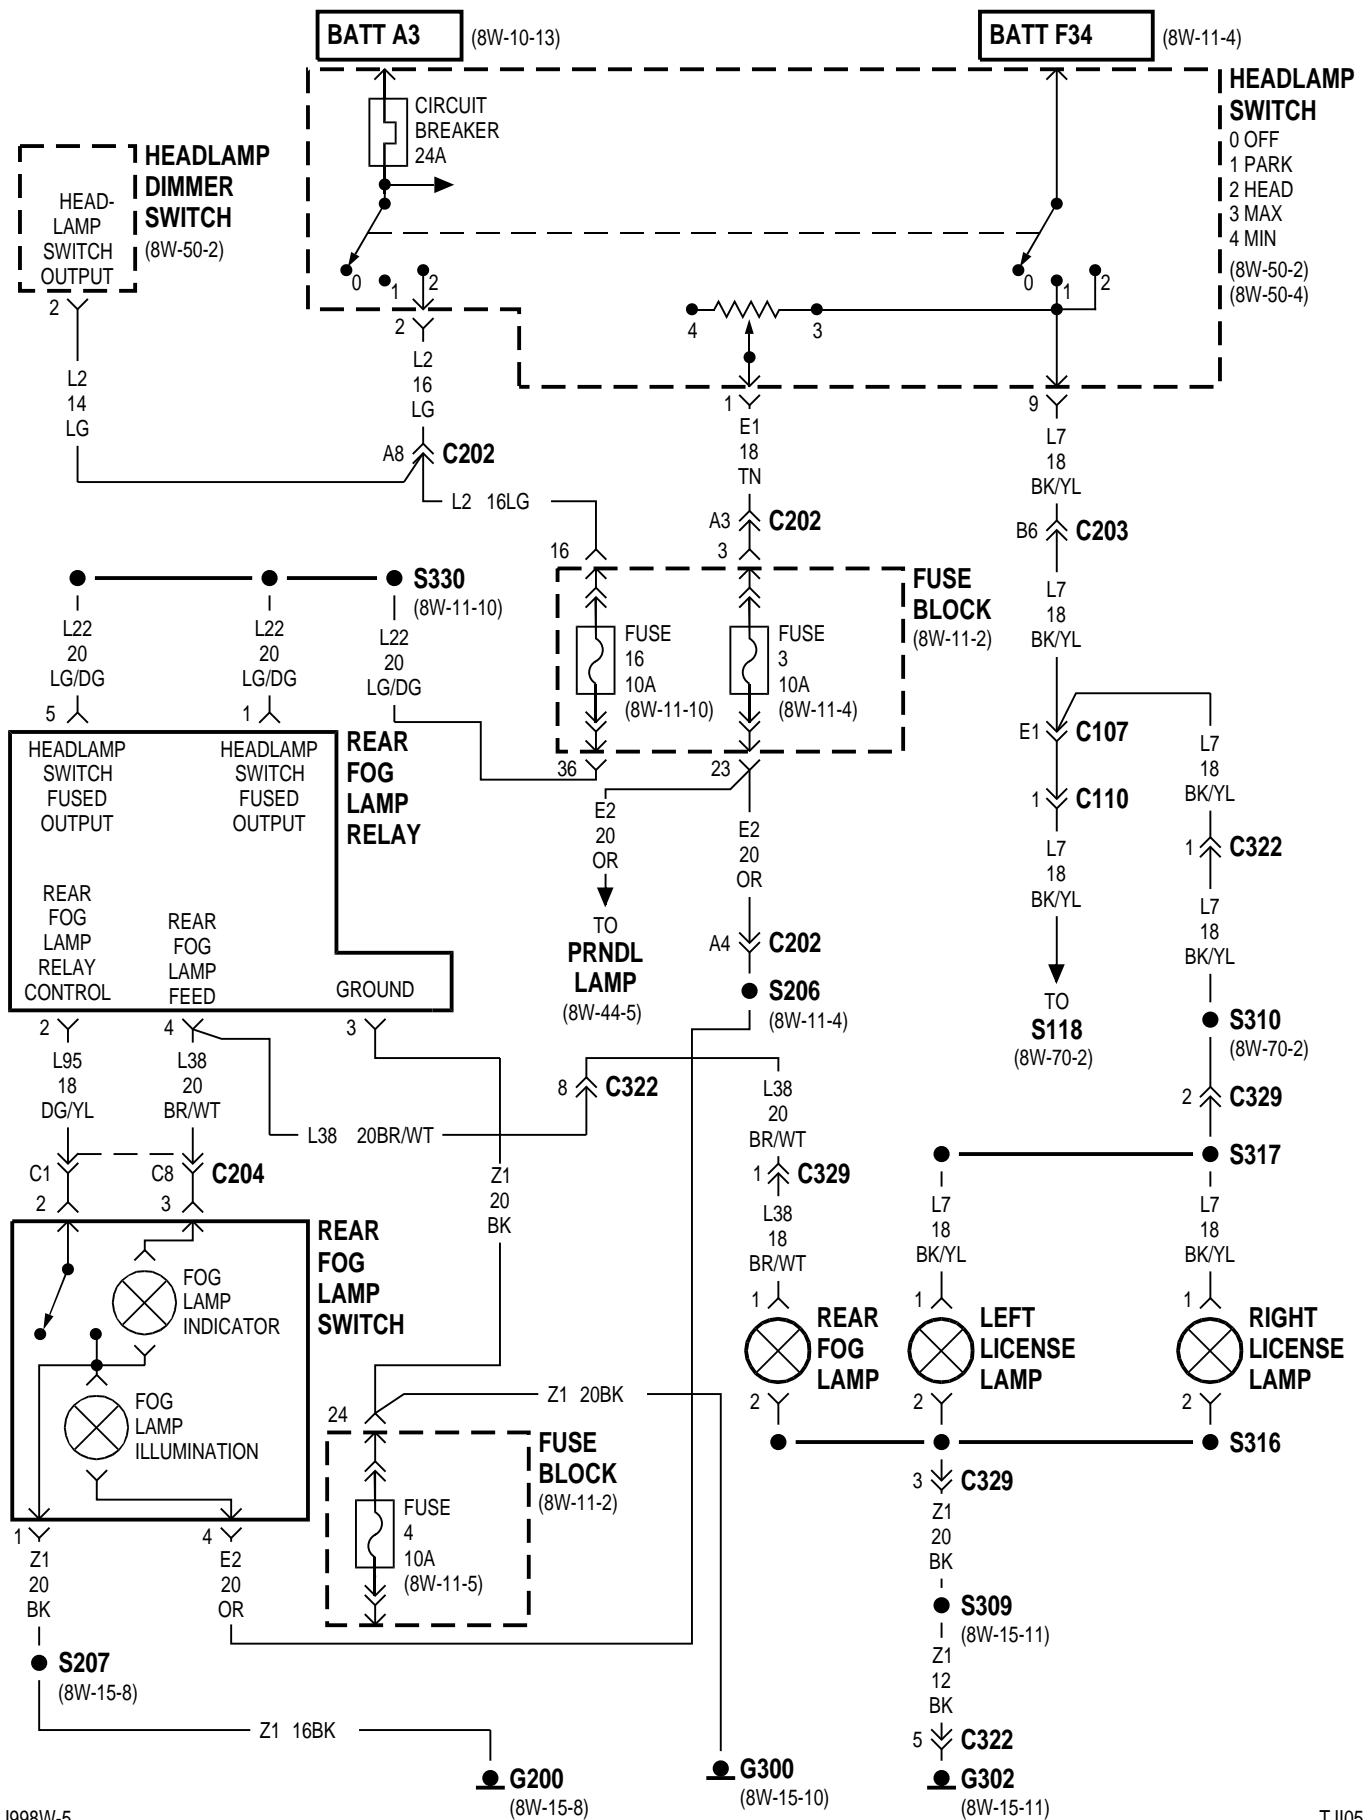 BATT A3
(8W-10-13)
BATT F34
(8W-11-4)
HEADLAMP
SWITCH
0 OFF
1 PARK
2 HEAD
3 MAX
4 MIN
(8W-50-2)
(8W-50-4)
CIRCUIT
BREAKER
24A
0
1
2
0
1
2
4
3
HEADLAMP
DIMMER
SWITCH
(8W-50-2)
HEAD-
LAMP
SWITCH
OUTPUT
2
L2
14
LG
2
L2
16
LG
A8
C202
L2 16LG
1
E1
18
TN
A3
C202
9
L7
18
BK/YL
B6
C203
L7
18
BK/YL
16
3
FUSE
BLOCK
(8W-11-2)
FUSE
16
10A
(8W-11-10)
FUSE
3
10A
(8W-11-4)
36
23
S330
(8W-11-10)
L22
20
LG/DG
L22
20
LG/DG
L22
20
LG/DG
5
1
REAR
FOG
LAMP
RELAY
HEADLAMP
SWITCH
FUSED
OUTPUT
HEADLAMP
SWITCH
FUSED
OUTPUT
REAR
FOG
LAMP
RELAY
CONTROL
REAR
FOG
LAMP
FEED
GROUND
E2
20
OR
TO
PRNDL
LAMP
(8W-44-5)
E2
20
OR
A4
C202
S206
(8W-11-4)
E1
C107
1
C110
L7
18
BK/YL
TO
S118
(8W-70-2)
L7
18
BK/YL
1
C322
L7
18
BK/YL
S310
(8W-70-2)
2
C329
S317
2
L95
18
DG/YL
4
L38
20
BR/WT
3
L38 20BR/WT
8
C322
L38
20
BR/WT
1
C329
L38
18
BR/WT
C1
C8
C204
2
3
Z1
20
BK
REAR
FOG
LAMP
SWITCH
FOG
LAMP
INDICATOR
FOG
LAMP
ILLUMINATION
L7
18
BK/YL
L7
18
BK/YL
1
REAR
FOG
LAMP
2
1
LEFT
LICENSE
LAMP
2
1
RIGHT
LICENSE
LAMP
2
S316
24
Z1 20BK
FUSE
BLOCK
(8W-11-2)
FUSE
4
10A
(8W-11-5)
3
C329
Z1
20
BK
S309
(8W-15-11)
Z1
12
BK
5
C322
G302
(8W-15-11)
1
Z1
20
BK
4
E2
20
OR
S207
(8W-15-8)
Z1 16BK
G200
(8W-15-8)
G300
(8W-15-10)
J998W-5